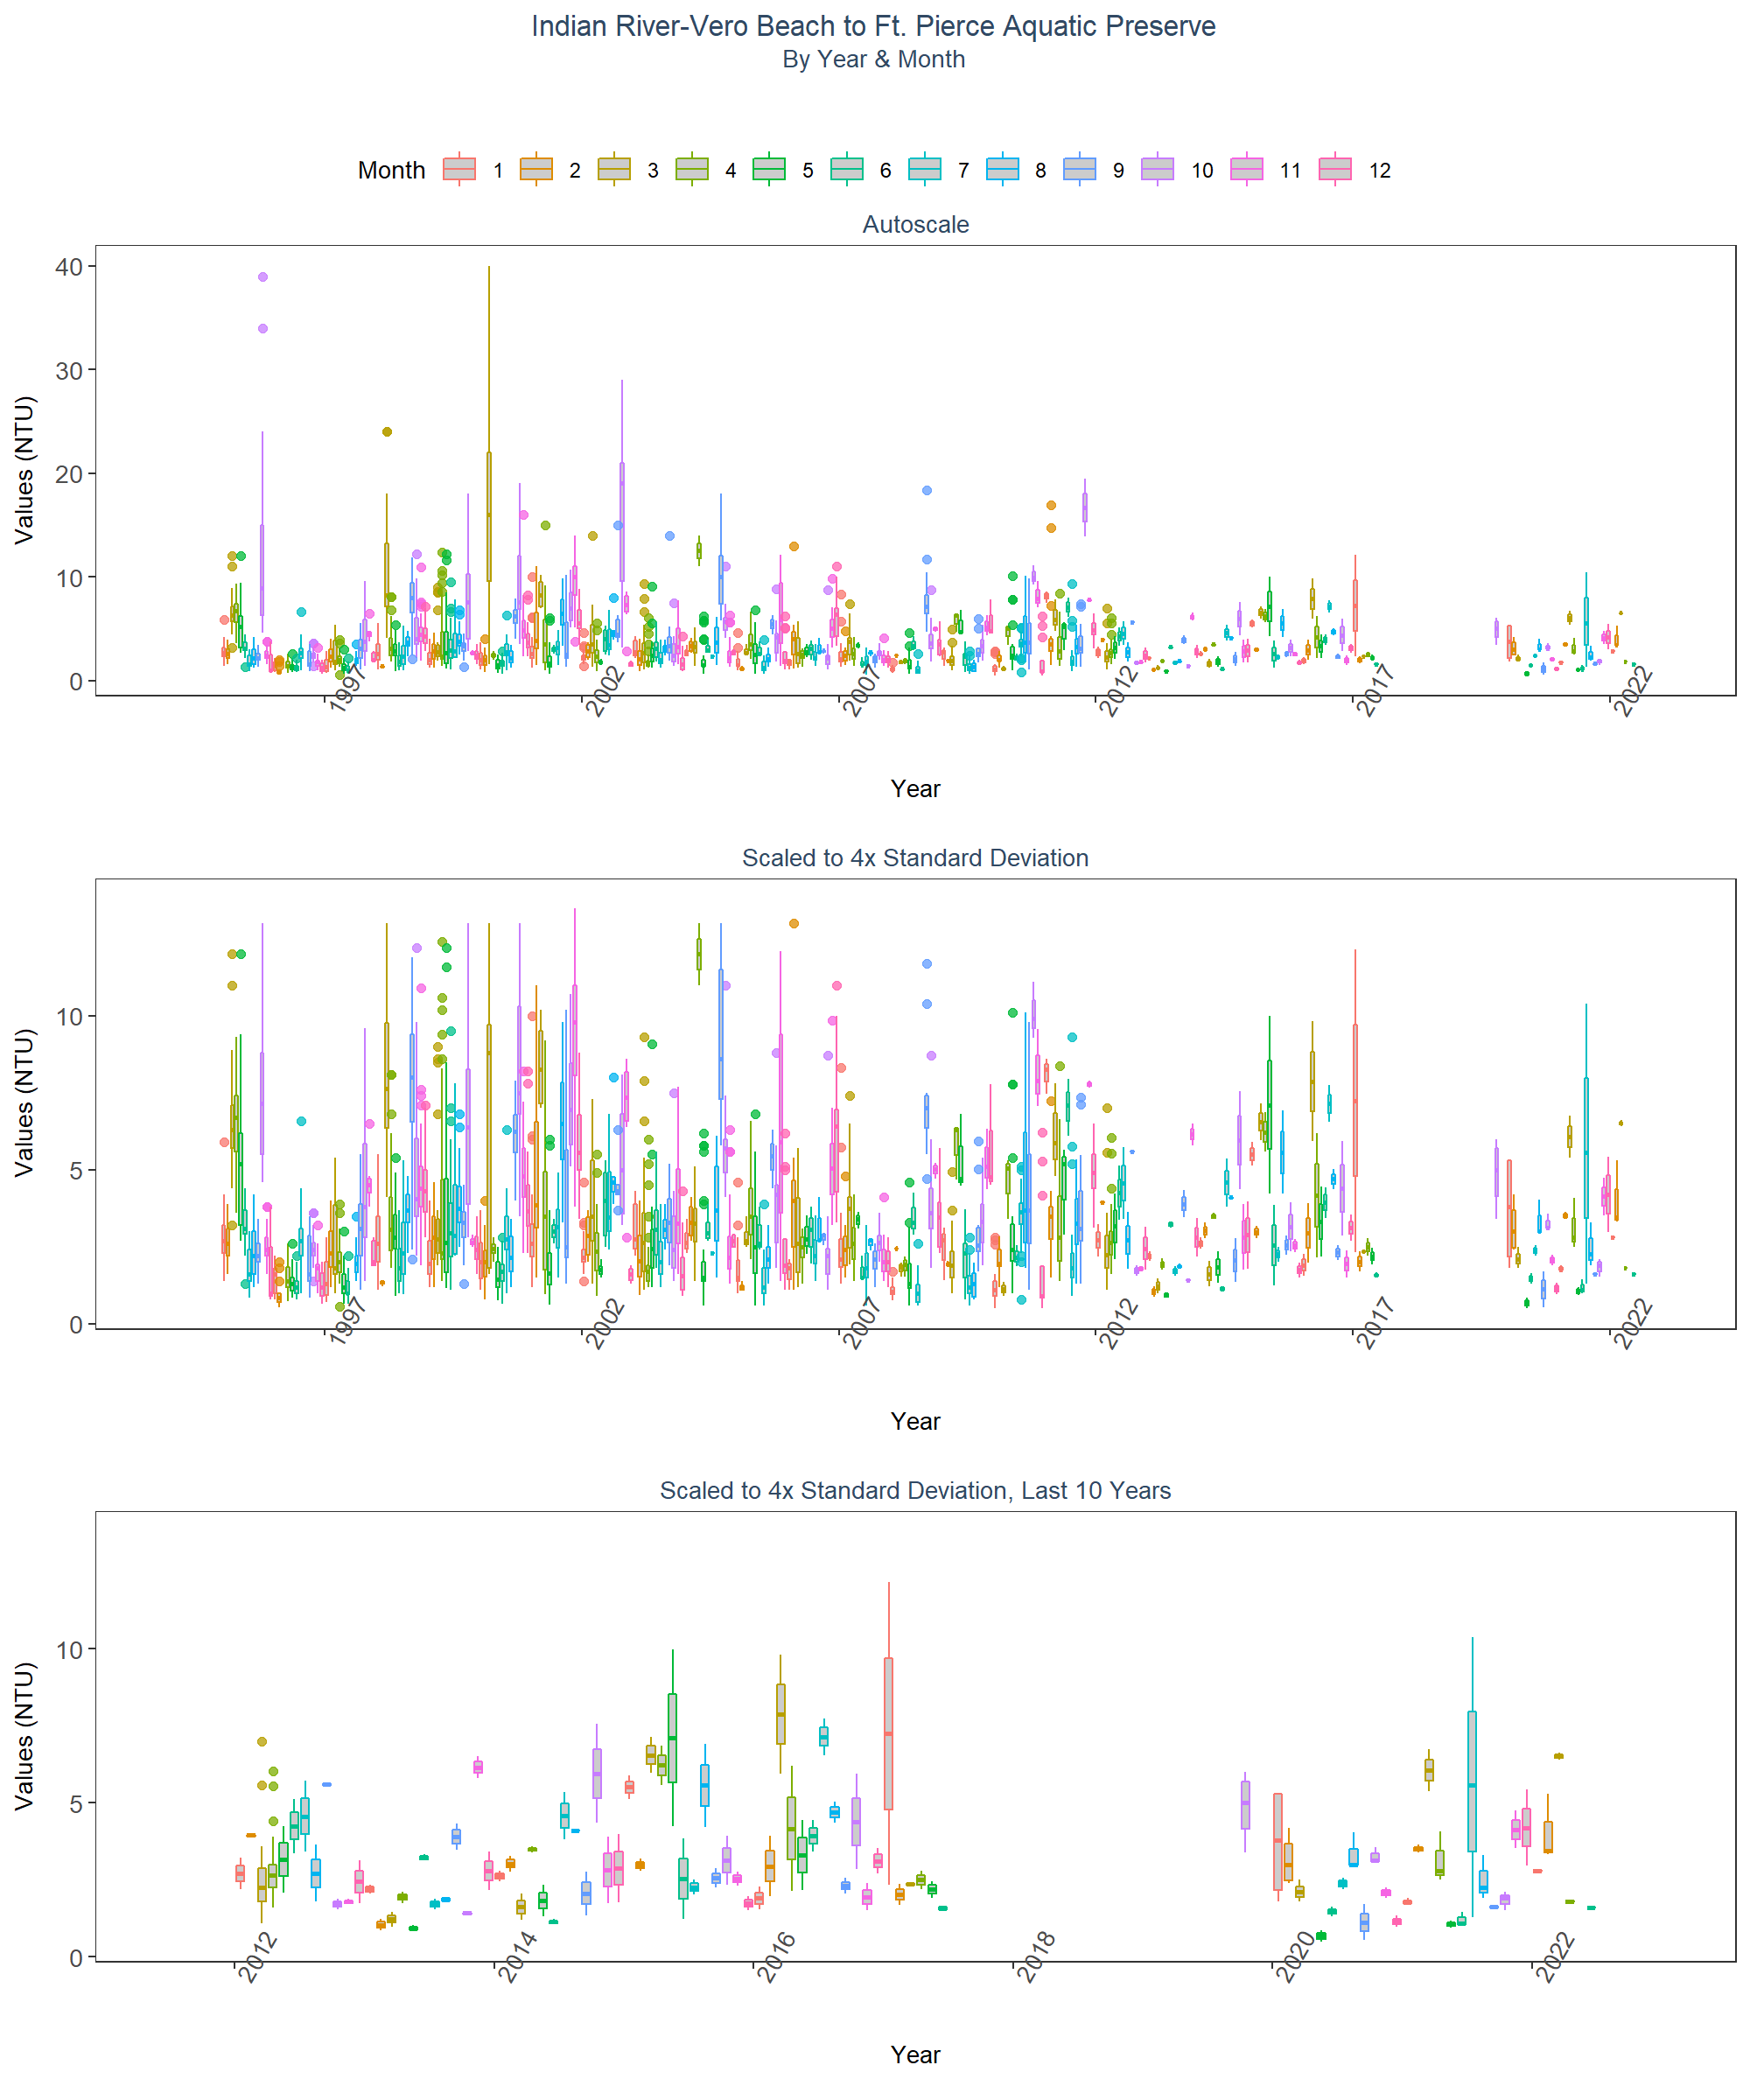 Indian River-Vero Beach to Ft. Pierce Aquatic Preserve
By Year & Month
Month 1 2 3 4 5 6 7 8 9 10 11 12
Autoscale
40
30
20
10
0
Values (NTU)
1997 2002 2007 2012 2017 2022
Year
Scaled to 4x Standard Deviation
10
5
0
Values (NTU)
1997 2002 2007 2012 2017 2022
Year
Scaled to 4x Standard Deviation, Last 10 Years
10
5
0
Values (NTU)
2012 2014 2016 2018 2020 2022
Year